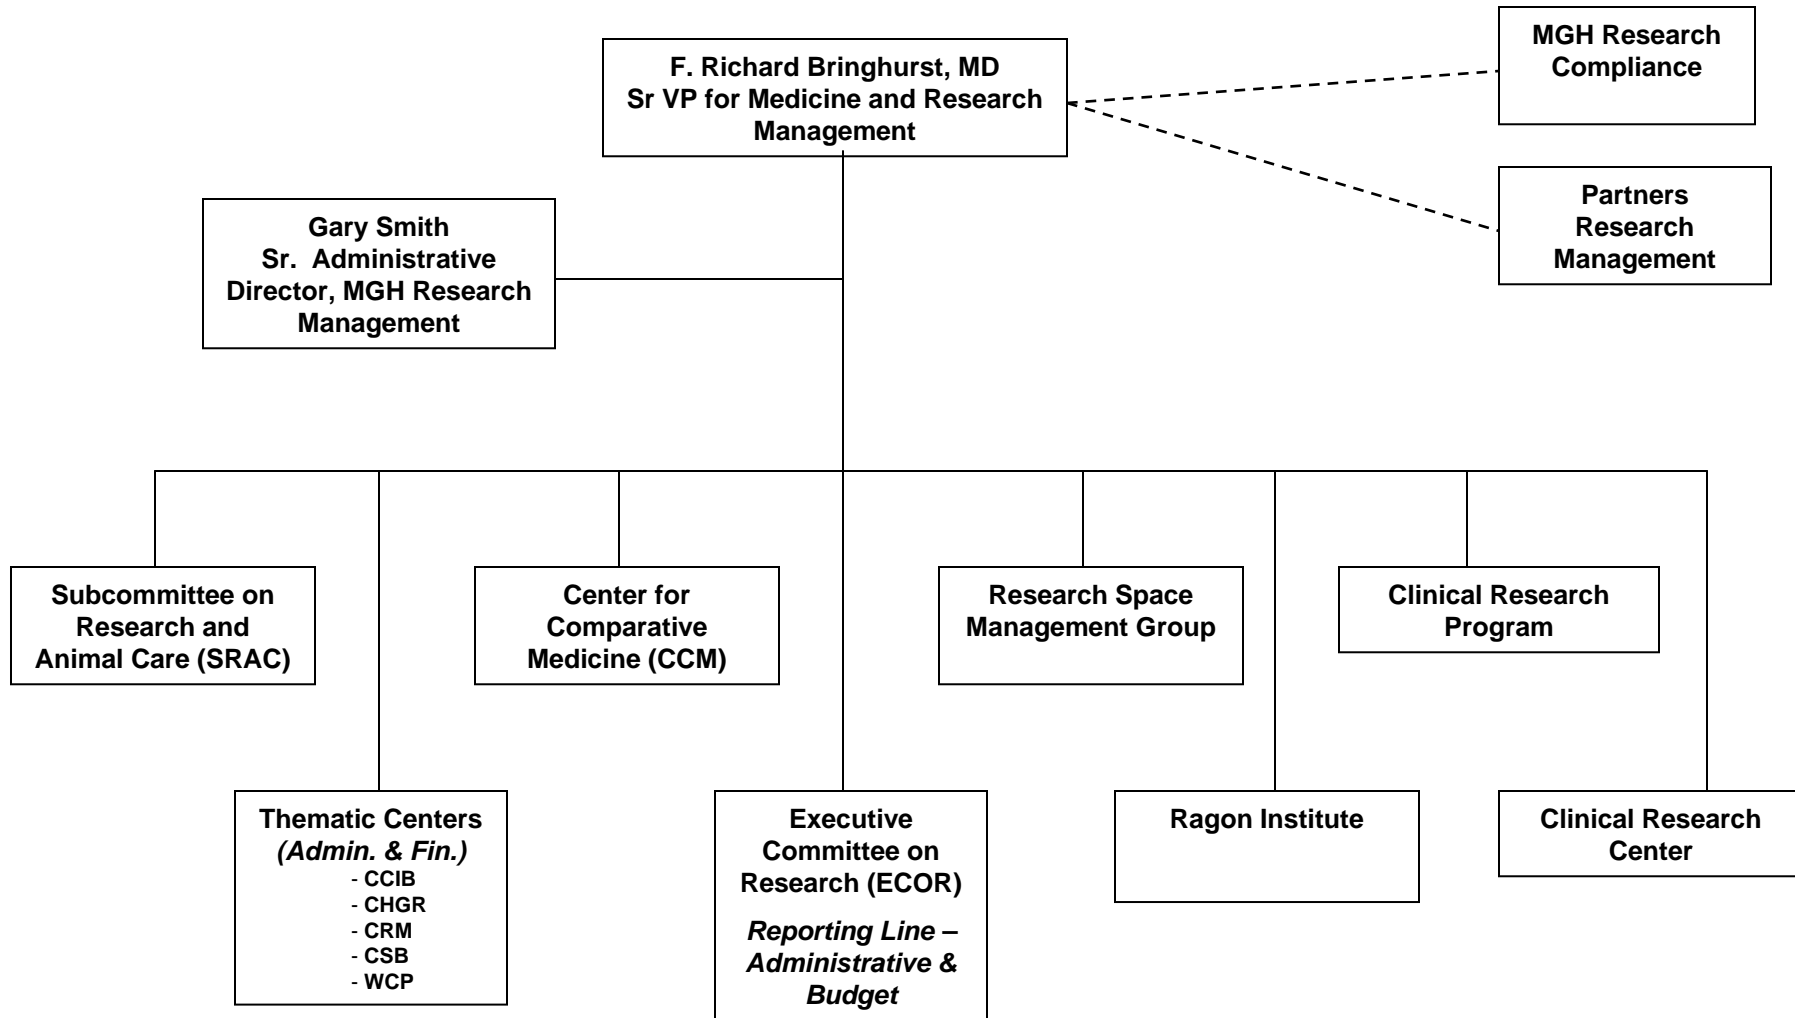 F. Richard Bringhurst, MD
Sr VP for Medicine and Research
Management
MGH Research
Compliance
Partners
Research
Management
Gary Smith
Sr.  Administrative
Director, MGH Research
Management
Subcommittee on
Research and
Animal Care (SRAC)
Center for
Comparative
Medicine (CCM)
Research Space
Management Group
Clinical Research
Program
Thematic Centers
(Admin. & Fin.)
- CCIB
- CHGR
- CRM
- CSB
- WCP
Executive
Committee on
Research (ECOR)
Reporting Line –
Administrative &
Budget
Ragon Institute
Clinical Research
Center